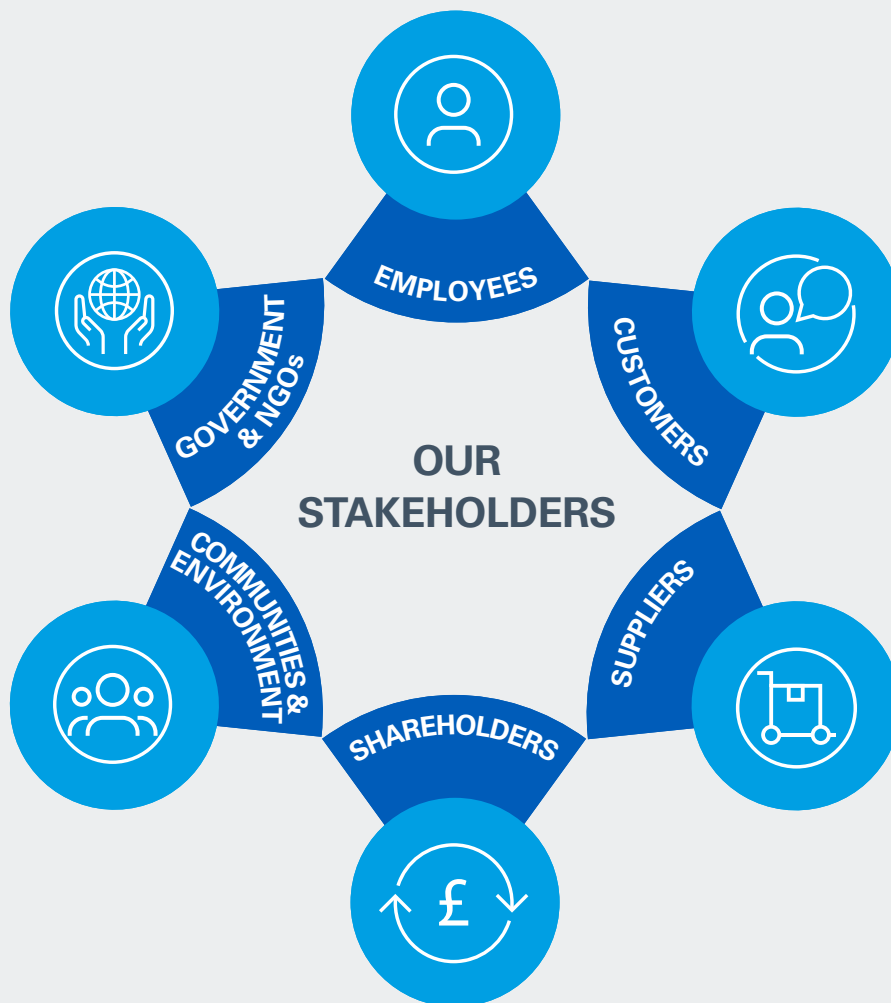 EMPLOYEES
CUSTOMERS
SUPPLIERS
SHAREHOLDERS
£
COMMUNITIES &
ENVIRONMENT
GOVERNMENT
& NGOs
OUR
STAKEHOLDERS